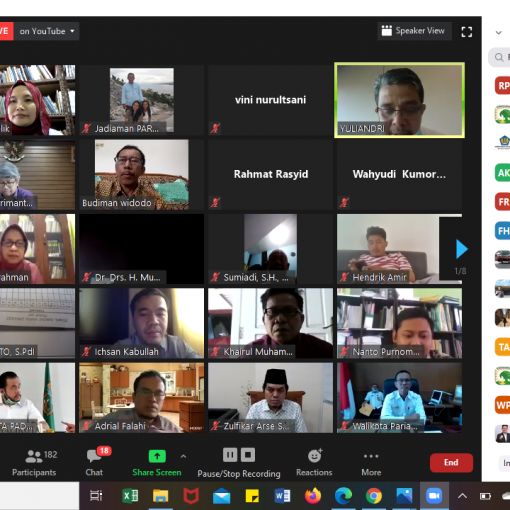 VE on YouTube
Speaker View
lik
Jadiaman PAR...
vini nurultsani
YULIANDRI
rimant...
Budiman widodo
Rahmat Rasyid
Wahyudi Kumor...
rahman
Dr. Drs. H. Mu...
Sumiadi, S.H., ...
Hendrik Amir
1/8
TO, S.Pdi
Ichsan Kabullah
Khairul Muham...
Nanto Purnom...
TA PAD...
Adrial Falahi
Zulfikar Arse S...
Walikota Paria...
182
18
Participants
Chat
Share Screen
Pause/Stop Recording
Reactions
More
End
RP
AK
FR
FH
TA
WP
In